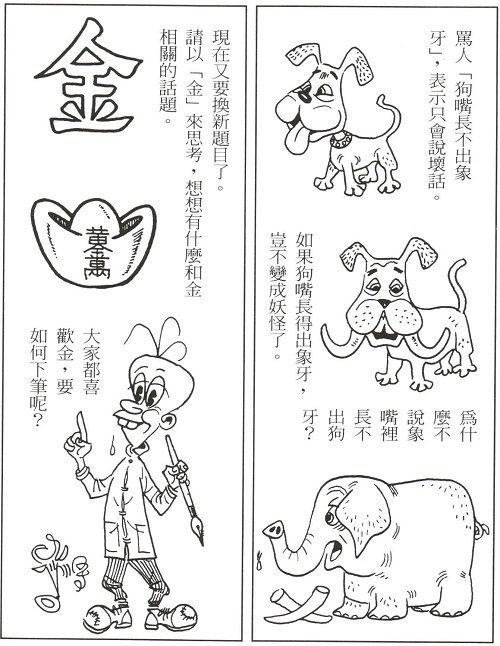 罵人「狗嘴長不出象
牙」，表示只會說壞話。
如果狗嘴長得出象牙，
豈不變成妖怪了。
為什
麼不
說象
嘴裡
長不
出狗
牙？
現在又要換新題目了。
請以「金」來思考，想想有什麼和金
相關的話題。
金
黃金萬
大家都喜
歡金，要
如何下筆呢？